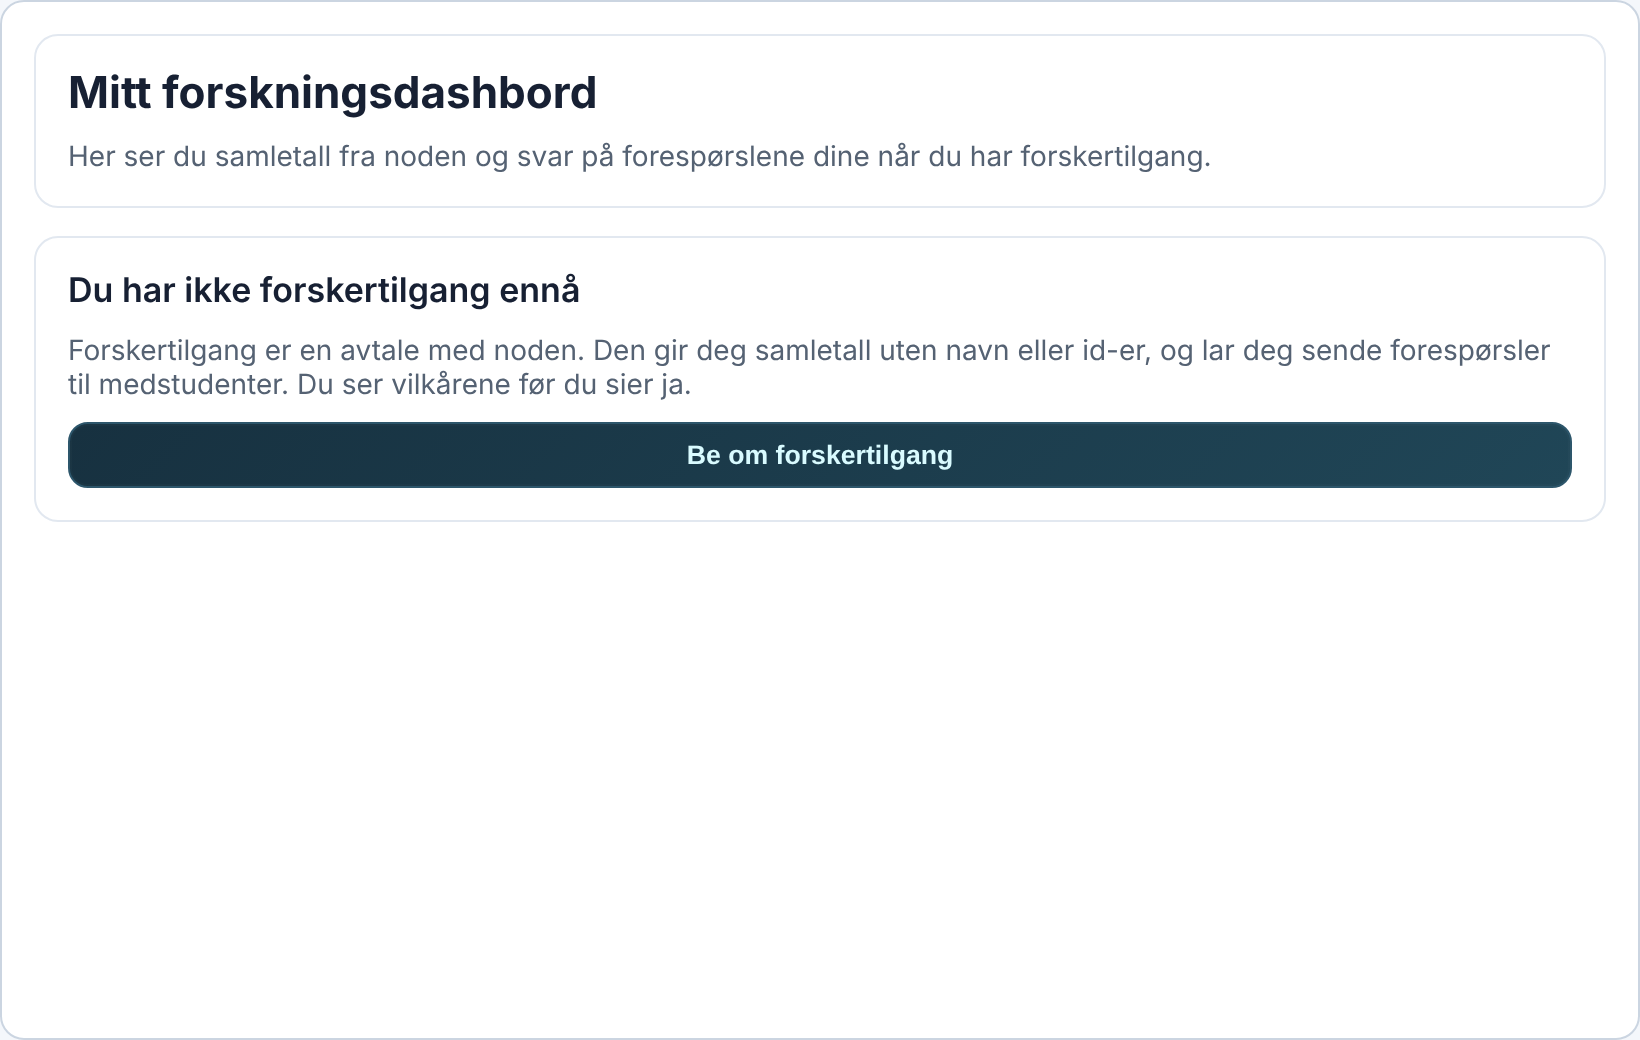 Mitt forskningsdashbord
Her ser du samletall fra noden og svar på forespørslene dine når du har forskertilgang.
Du har ikke forskertilgang ennå
Forskertilgang er en avtale med noden. Den gir deg samletall uten navn eller id-er, og lar deg sende forespørsler
til medstudenter. Du ser vilkårene før du sier ja.
Be om forskertilgang